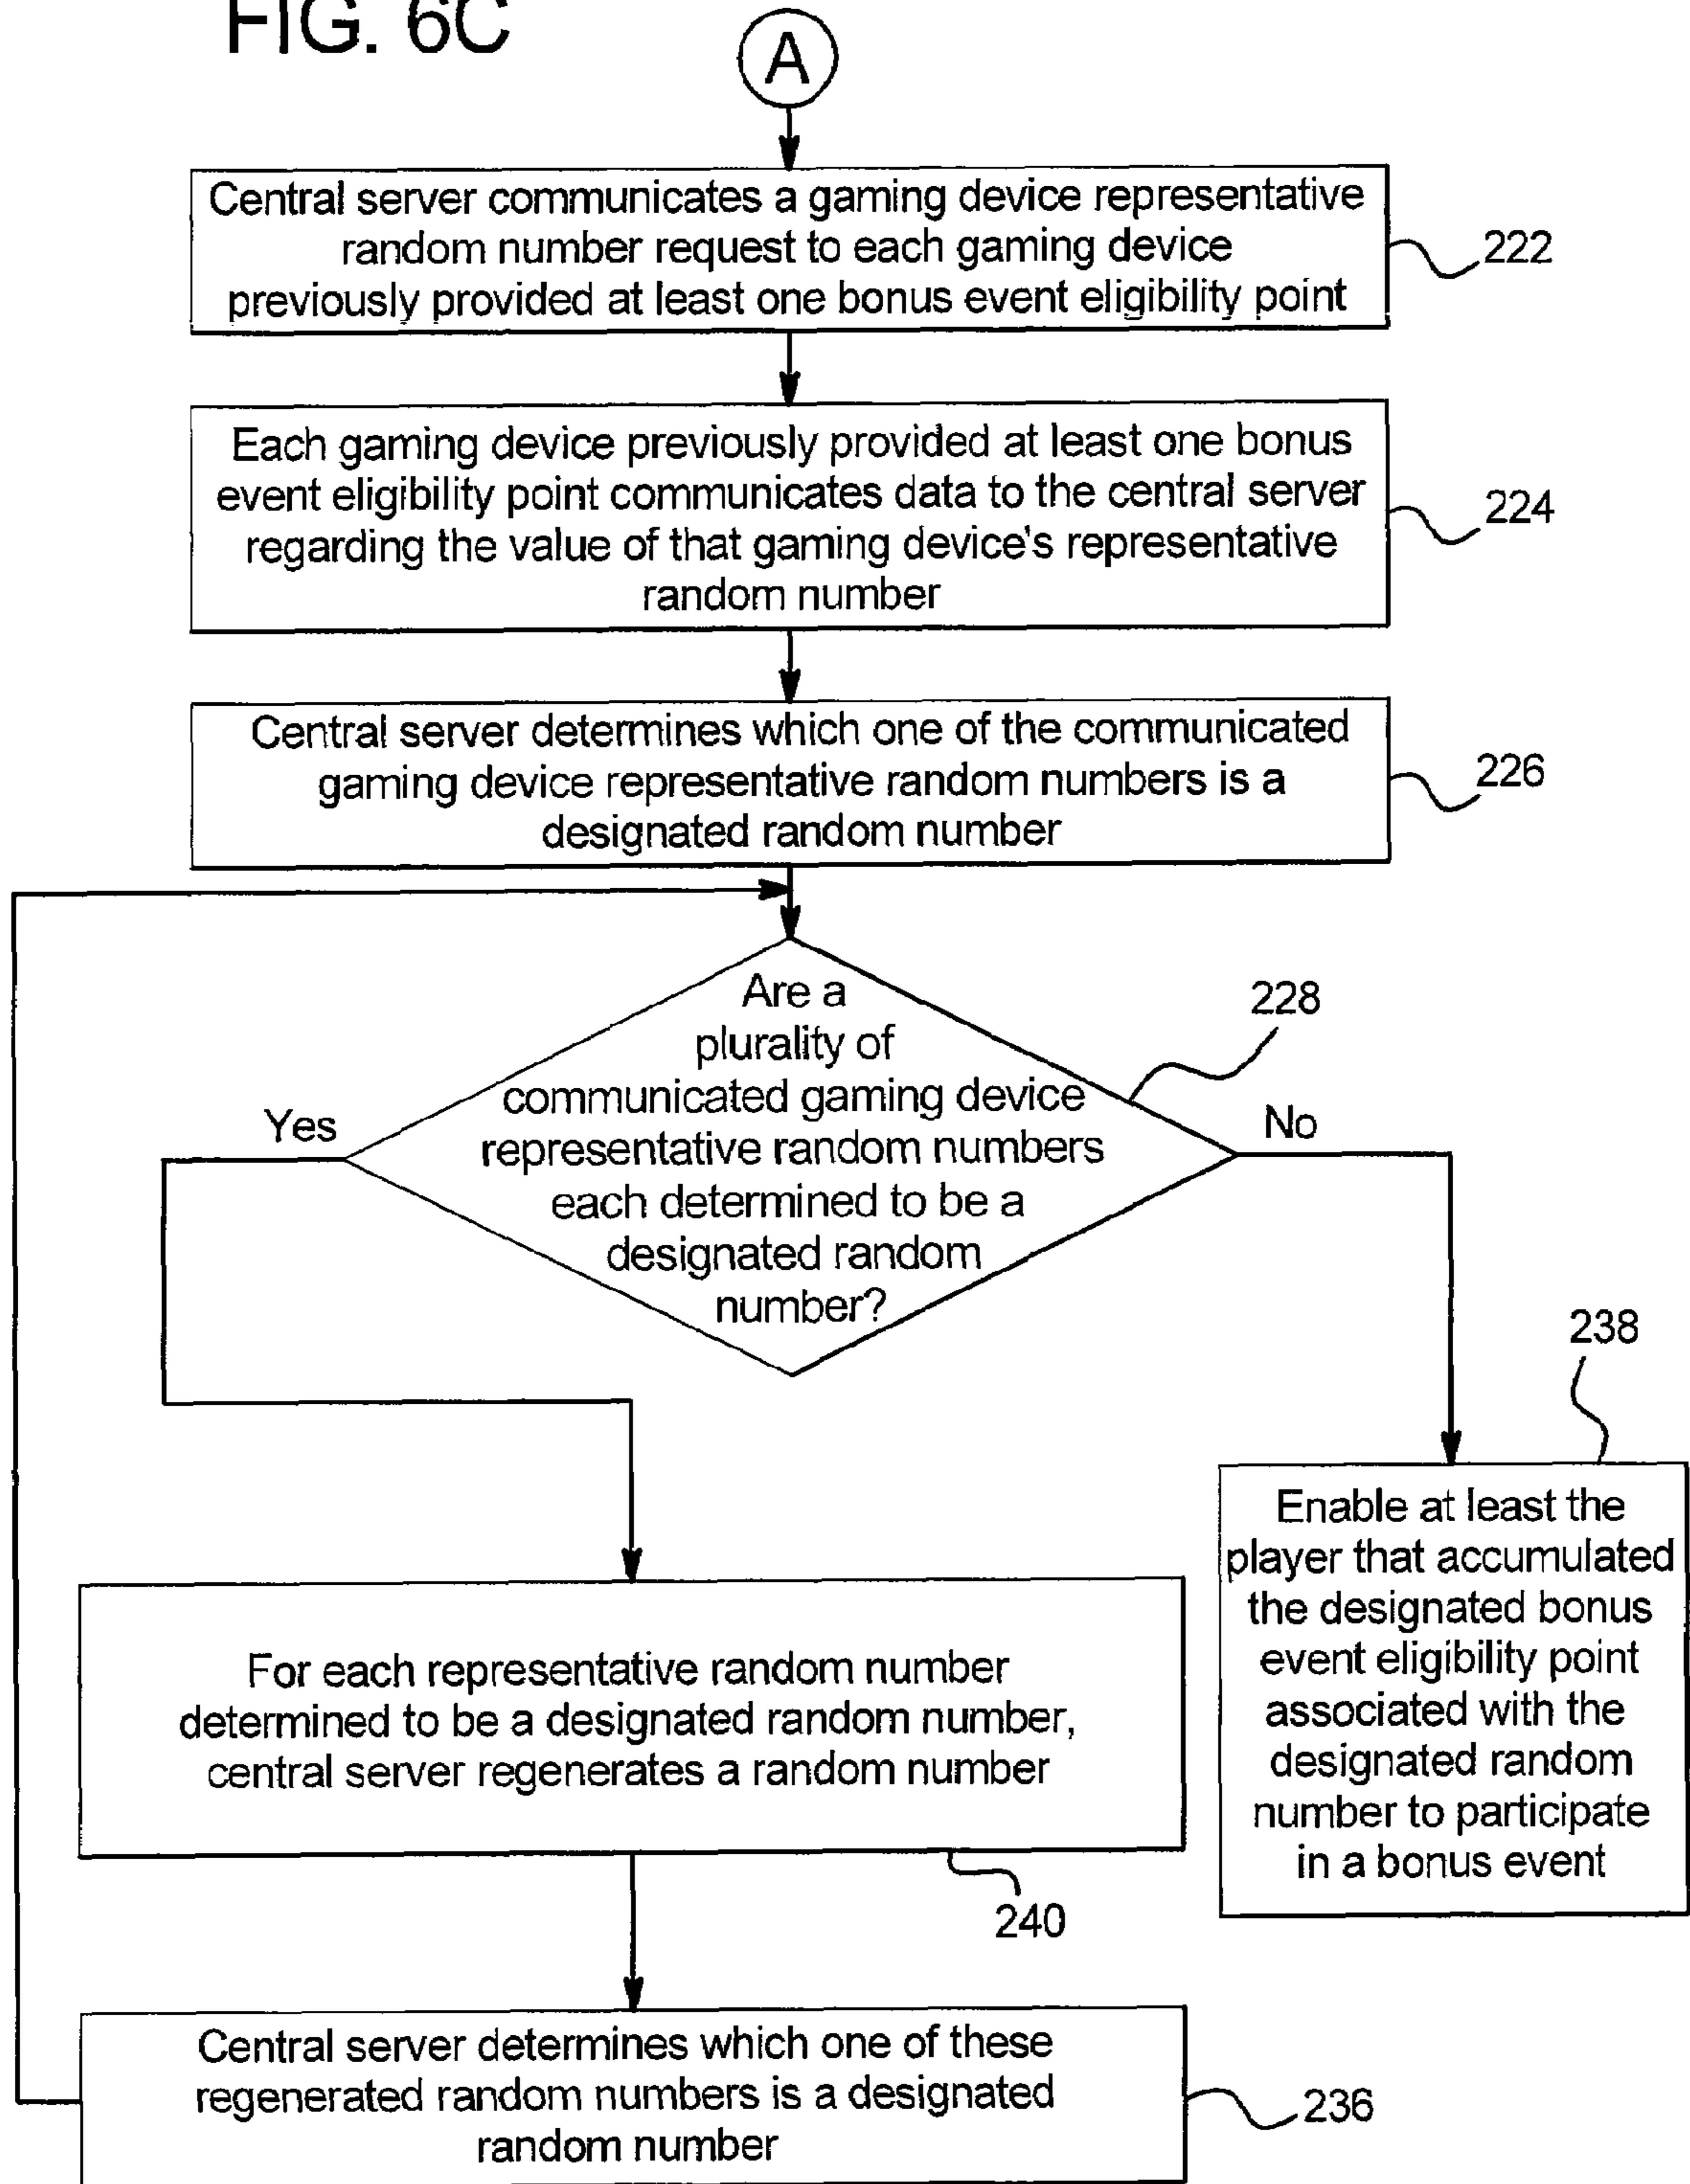 FIG. 6C
A
Central server communicates a gaming device representative
random number request to each gaming device
previously provided at least one bonus event eligibility point
222
Each gaming device previously provided at least one bonus
event eligibility point communicates data to the central server
regarding the value of that gaming device's representative
random number
224
Central server determines which one of the communicated
gaming device representative random numbers is a
designated random number
226
Are a
plurality of
communicated gaming device
representative random numbers
each determined to be a
designated random
number?
228
Yes
No
238
Enable at least the
player that accumulated
the designated bonus
event eligibility point
associated with the
designated random
number to participate
in a bonus event
For each representative random number
determined to be a designated random number,
central server regenerates a random number
240
Central server determines which one of these
regenerated random numbers is a designated
random number
236